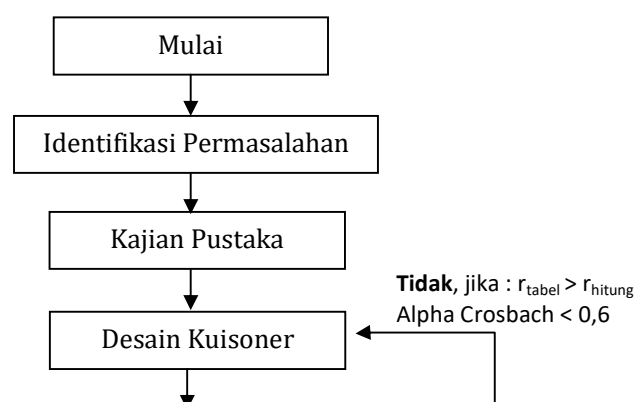 Mulai
Identifikasi Permasalahan
Kajian Pustaka
Tidak, jika : rtabel > rhitung
Alpha Crosbach < 0,6
Desain Kuisoner